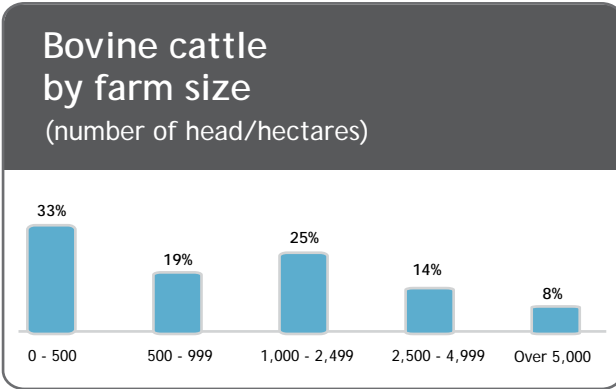 Bovine cattle
by farm size
(number of head/hectares)
33%
19%
25%
14%
8%
0 - 500
500 - 999
1,000 - 2,499
2,500 - 4,999
Over 5,000